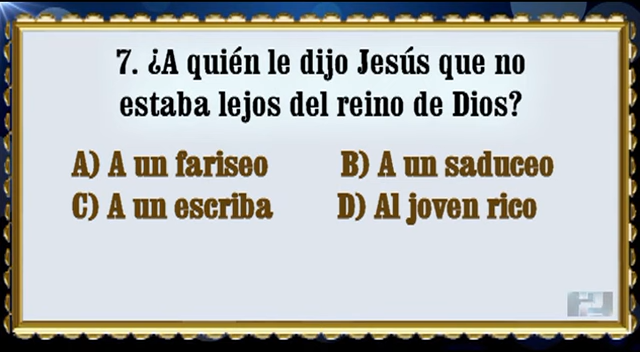 7. ¿A quién le dijo Jesús que no
estaba lejos del reino de Dios?
A) A un fariseo B) A un saduceo
C) A un escriba D) Al joven rico